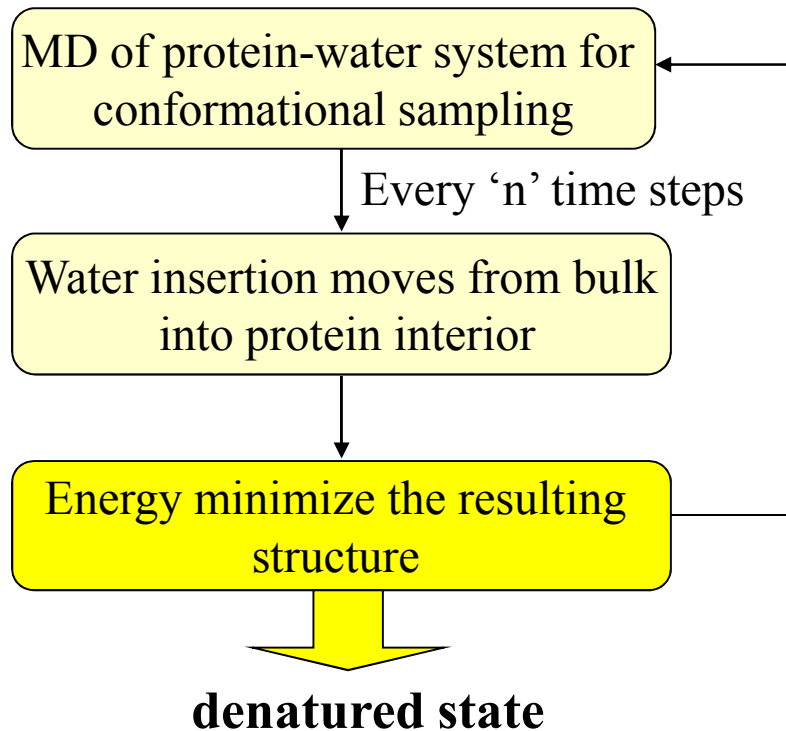 MD of protein-water system for
conformational sampling
Every ‘n’ time steps
Water insertion moves from bulk
into protein interior
Energy minimize the resulting
structure
denatured state